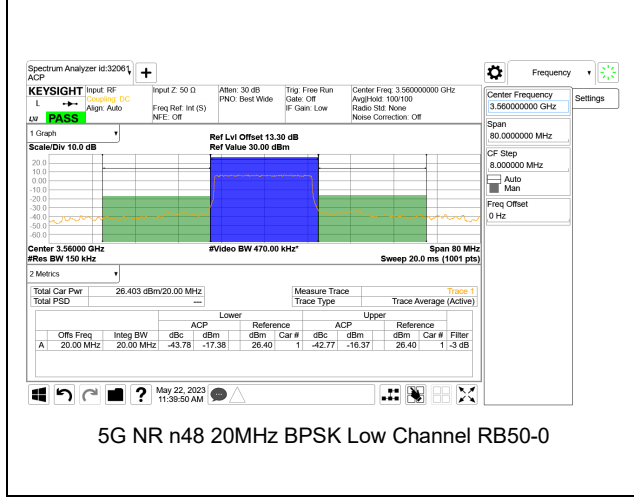 Spectrum Analyzer id:32061
ACP
Frequency
KEYSIGHT Input: RF Input Z: 50 Ω Atten: 30 dB Trig: Free Run Center Freq: 3.560000000 GHz
L Coupling: DC PNO: Best Wide Gate: Off Avg|Hold: 100/100
Align: Auto Freq Ref: Int (S) IF Gain: Low Radio Std: None
LXI PASS NFE: Off Noise Correction: Off
Center Frequency
3.560000000 GHz
Settings
Span
80.0000000 MHz
CF Step
8.000000 MHz
Auto
Man
Freq Offset
0 Hz
1 Graph
Scale/Div 10.0 dB
Ref Lvl Offset 13.30 dB
Ref Value 30.00 dBm
20.0
10.0
0.00
-10.0
-20.0
-30.0
-40.0
-50.0
-60.0
Center 3.56000 GHz #Video BW 470.00 kHz* Span 80 MHz
#Res BW 150 kHz Sweep 20.0 ms (1001 pts)
2 Metrics
Total Car Pwr 26.403 dBm/20.00 MHz Measure Trace Trace 1
Total PSD --- Trace Type Trace Average (Active)
Lower Upper
ACP Reference ACP Reference
Offs Freq Integ BW dBc dBm dBm Car # dBc dBm dBm Car # Filter
A 20.00 MHz 20.00 MHz -43.78 -17.38 26.40 1 -42.77 -16.37 26.40 1 -3 dB
May 22, 2023
11:39:50 AM
5G NR n48 20MHz BPSK Low Channel RB50-0